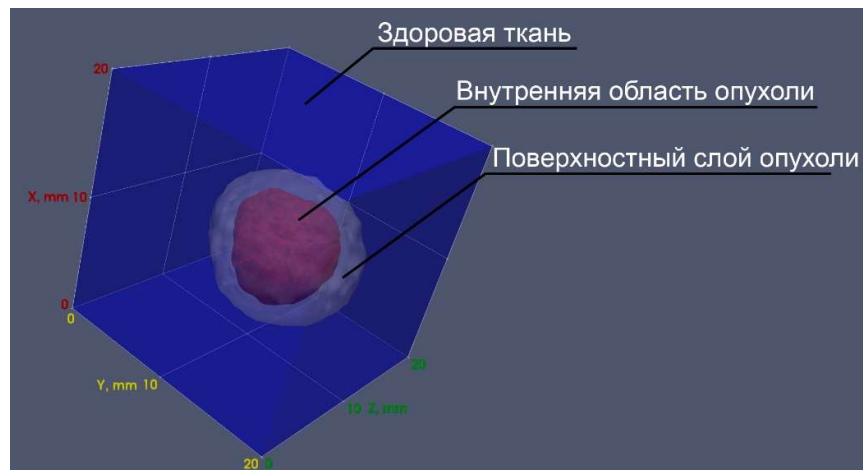 Здоровая ткань
Внутренняя область опухоли
Поверхностный слой опухоли
20
X, mm 10
0
0
Y, mm 10
20 0
10 Z, mm
20